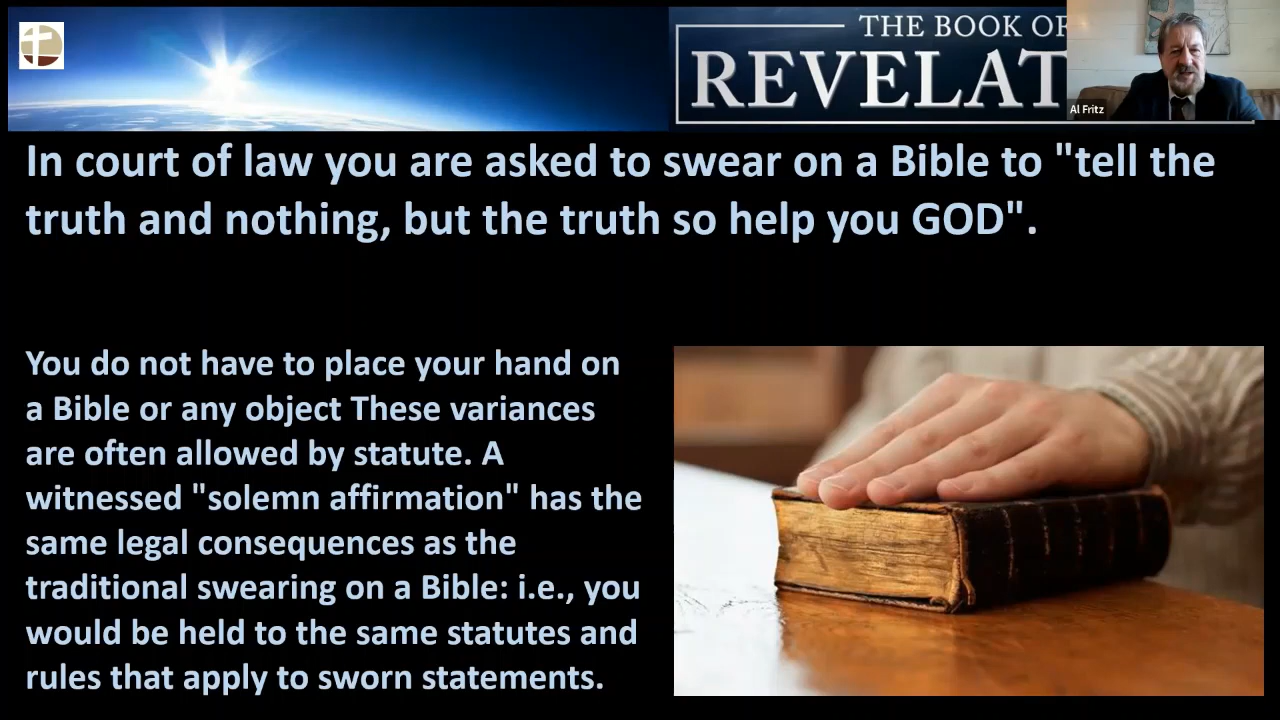 THE BOOK OF
REVELAT
Al Fritz
In court of law you are asked to swear on a Bible to "tell the
truth and nothing, but the truth so help you GOD".
You do not have to place your hand on
a Bible or any object These variances
are often allowed by statute. A
witnessed "solemn affirmation" has the
same legal consequences as the
traditional swearing on a Bible: i.e., you
would be held to the same statutes and
rules that apply to sworn statements.